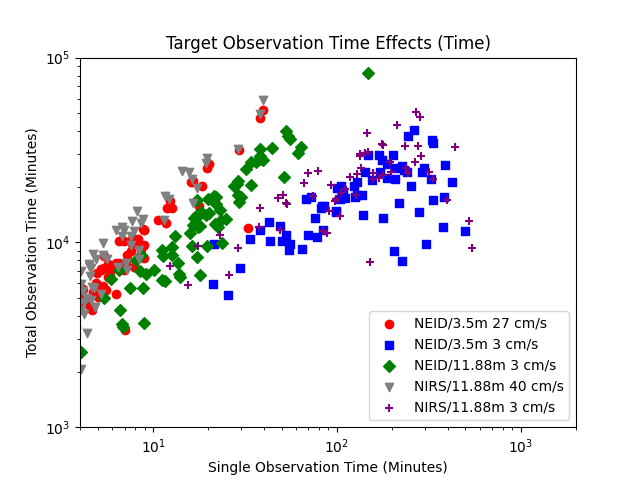 Target Observation Time Effects (Time)
Total Observation Time (Minutes)
10^5
10^4
10^3
NEID/3.5m 27 cm/s
NEID/3.5m 3 cm/s
NEID/11.88m 3 cm/s
NIRS/11.88m 40 cm/s
NIRS/11.88m 3 cm/s
10^1 10^2 10^3
Single Observation Time (Minutes)